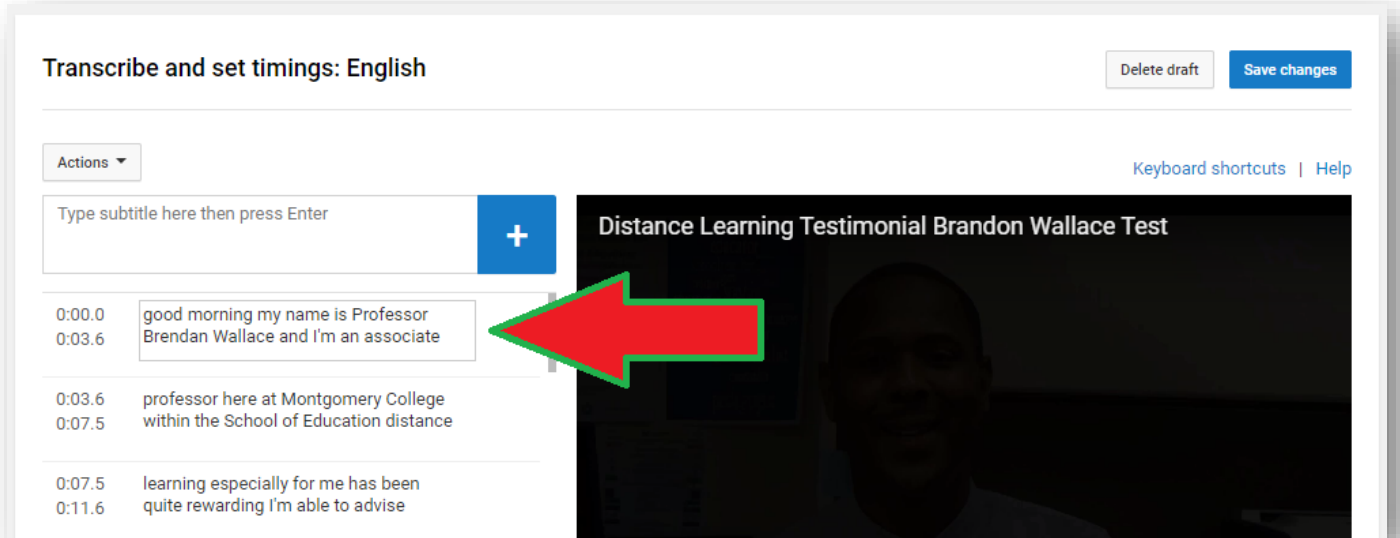 Transcribe and set timings: English
Delete draft
Save changes
Actions
Keyboard shortcuts | Help
Type subtitle here then press Enter
+
Distance Learning Testimonial Brandon Wallace Test
0:00.0 good morning my name is Professor
0:03.6 Brendan Wallace and I'm an associate
0:03.6 professor here at Montgomery College
0:07.5 within the School of Education distance
0:07.5 learning especially for me has been
0:11.6 quite rewarding I'm able to advise